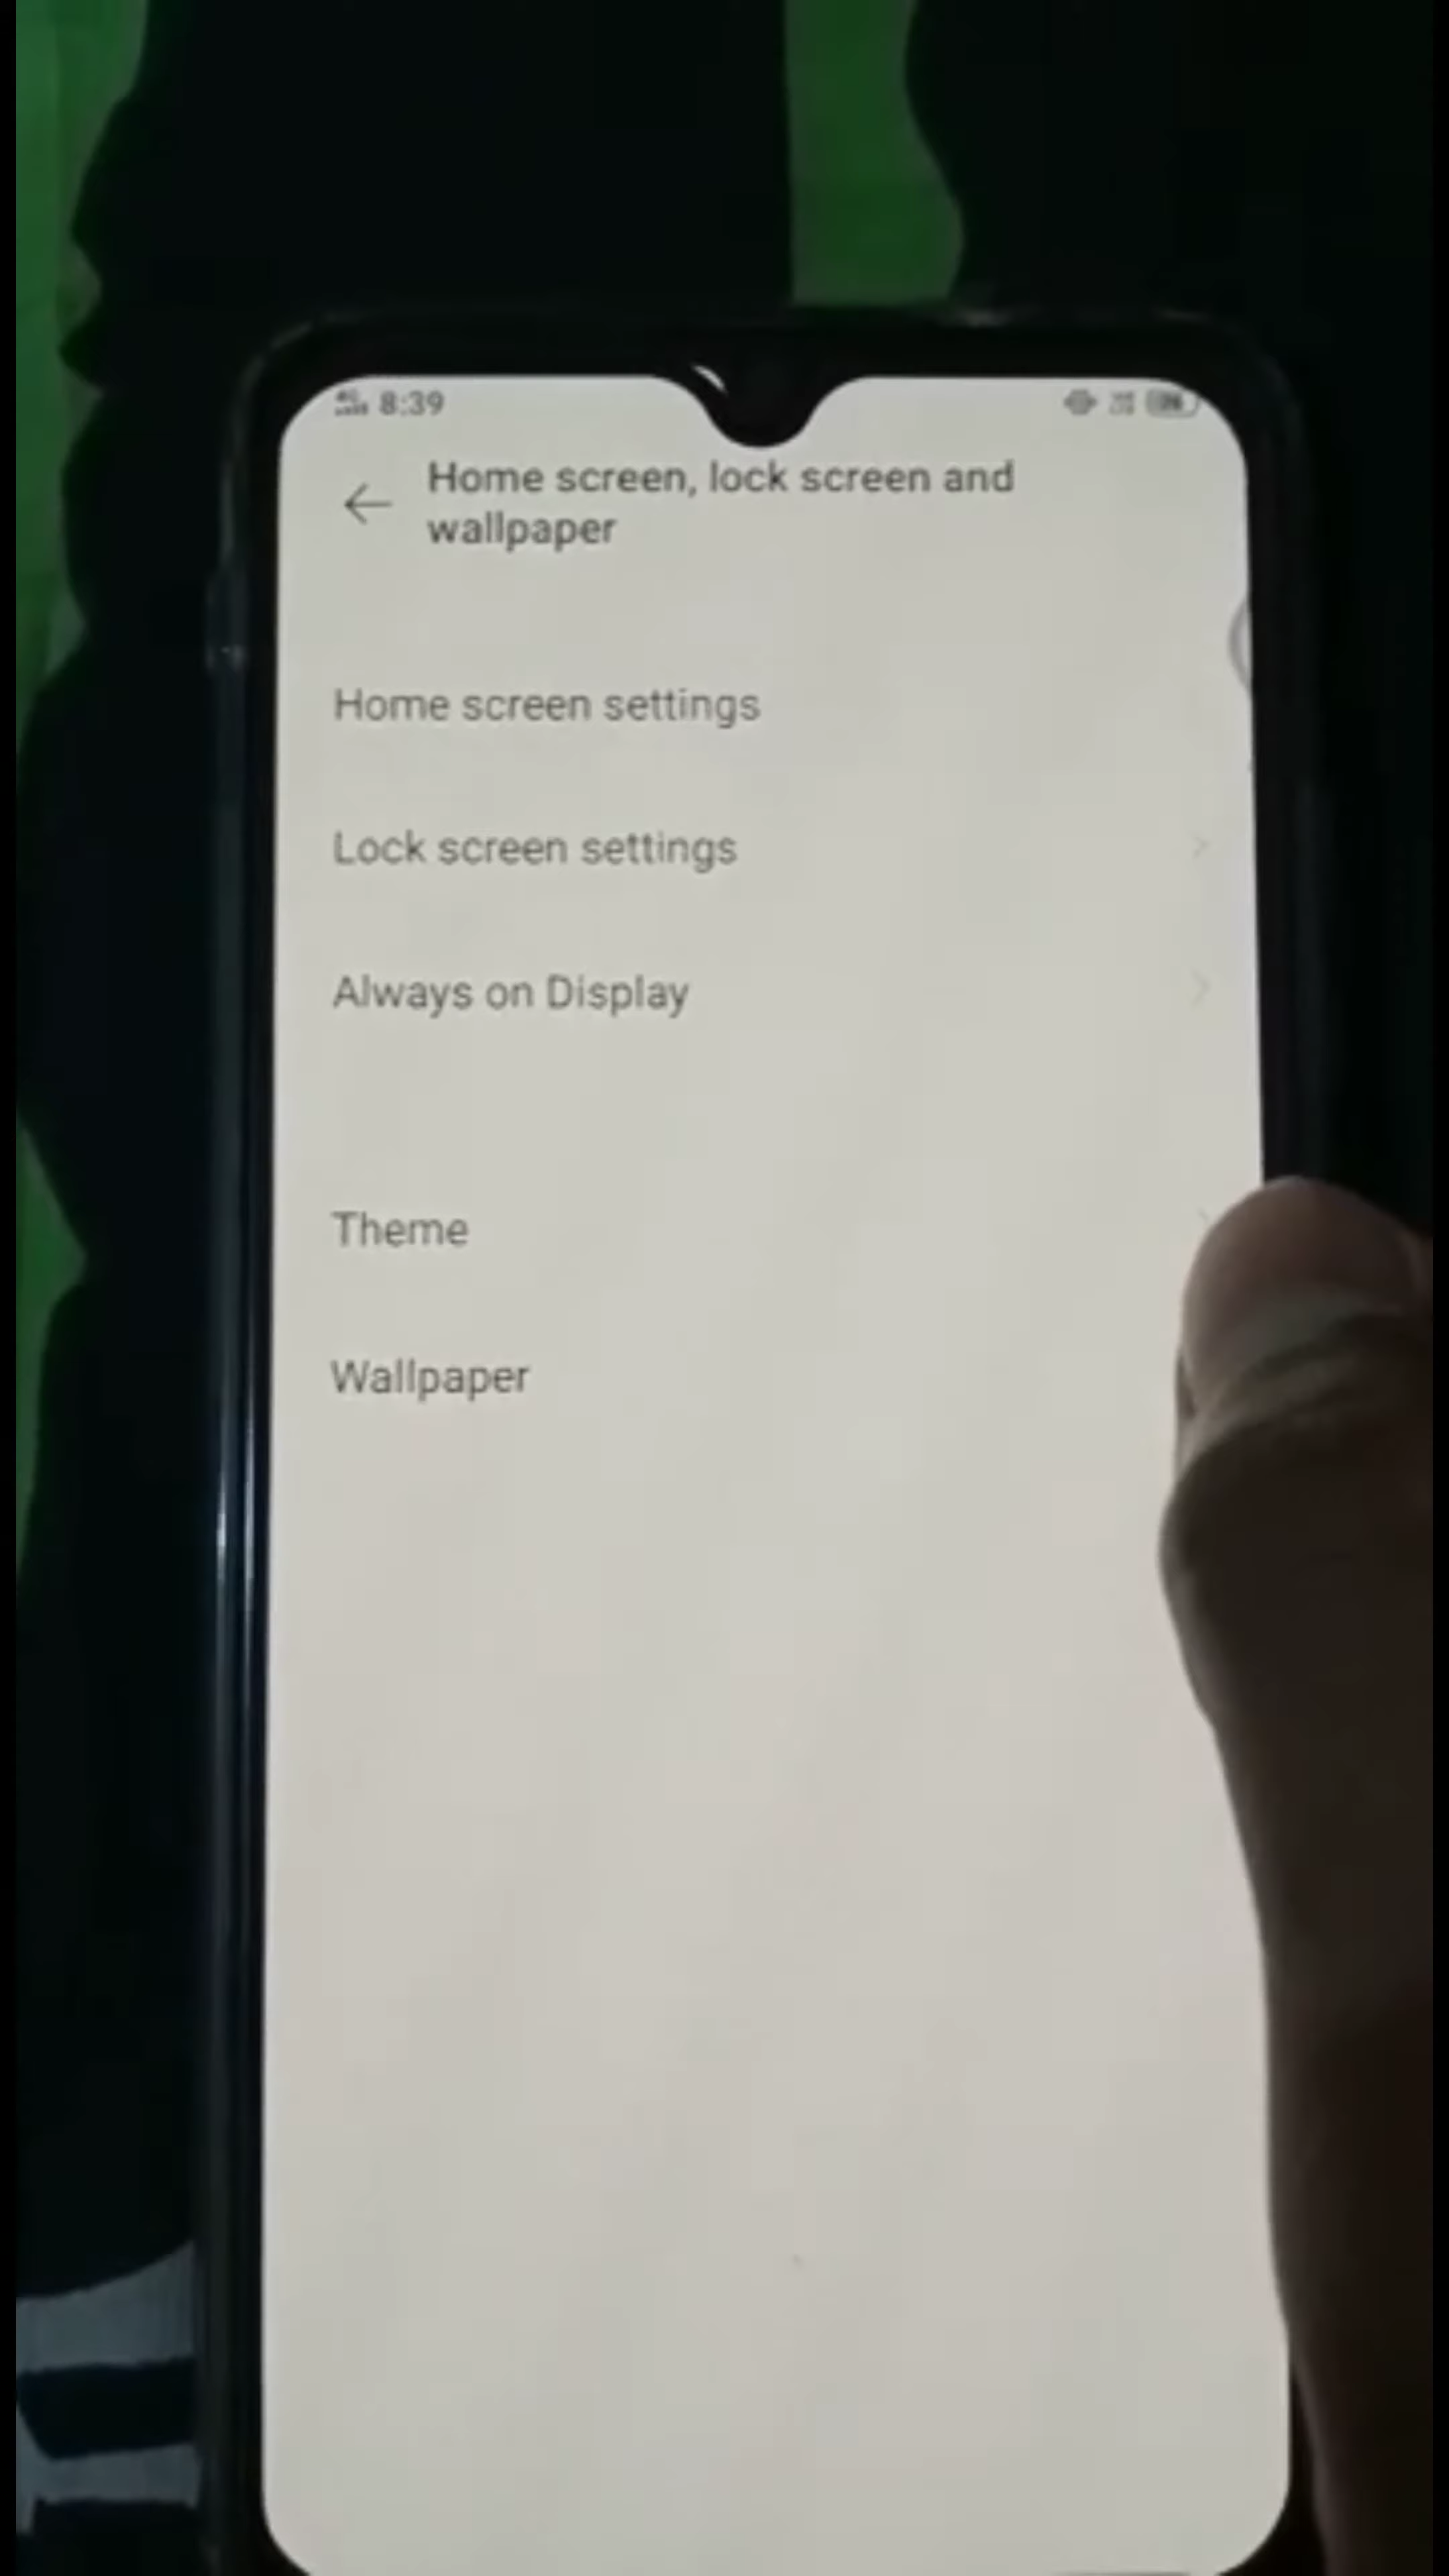 8:39
Home screen, lock screen and
wallpaper
Home screen settings
Lock screen settings
Always on Display
Theme
Wallpaper